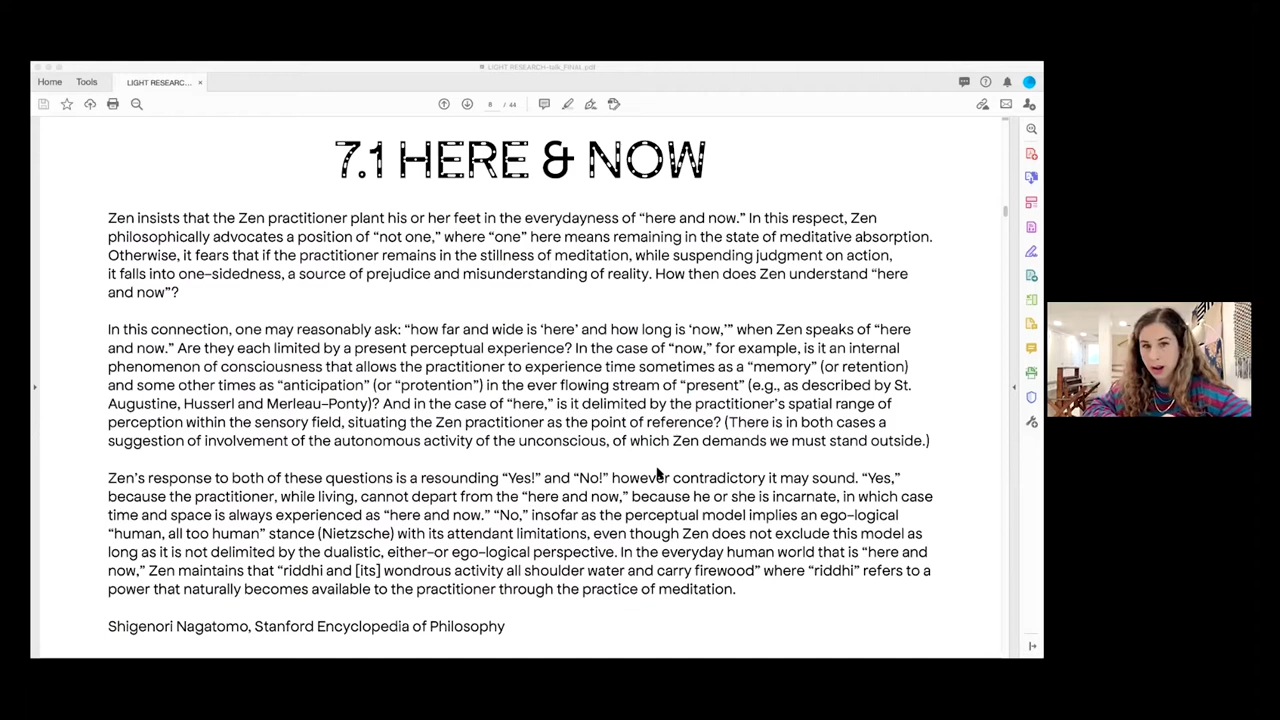 LIGHT RESEARCH-talk_FINAL.pdf
Home Tools LIGHT RESEARC... ×
8 / 44
7.1 HERE & NOW
Zen insists that the Zen practitioner plant his or her feet in the everydayness of “here and now.” In this respect, Zen
philosophically advocates a position of “not one,” where “one” here means remaining in the state of meditative absorption.
Otherwise, it fears that if the practitioner remains in the stillness of meditation, while suspending judgment on action,
it falls into one-sidedness, a source of prejudice and misunderstanding of reality. How then does Zen understand “here
and now”?
In this connection, one may reasonably ask: “how far and wide is ‘here’ and how long is ‘now,’” when Zen speaks of “here
and now.” Are they each limited by a present perceptual experience? In the case of “now,” for example, is it an internal
phenomenon of consciousness that allows the practitioner to experience time sometimes as a “memory” (or retention)
and some other times as “anticipation” (or “protention”) in the ever flowing stream of “present” (e.g., as described by St.
Augustine, Husserl and Merleau-Ponty)? And in the case of “here,” is it delimited by the practitioner’s spatial range of
perception within the sensory field, situating the Zen practitioner as the point of reference? (There is in both cases a
suggestion of involvement of the autonomous activity of the unconscious, of which Zen demands we must stand outside.)
Zen’s response to both of these questions is a resounding “Yes!” and “No!” however contradictory it may sound. “Yes,”
because the practitioner, while living, cannot depart from the “here and now,” because he or she is incarnate, in which case
time and space is always experienced as “here and now.” “No,” insofar as the perceptual model implies an ego-logical
“human, all too human” stance (Nietzsche) with its attendant limitations, even though Zen does not exclude this model as
long as it is not delimited by the dualistic, either-or ego-logical perspective. In the everyday human world that is “here and
now,” Zen maintains that “riddhi and [its] wondrous activity all shoulder water and carry firewood” where “riddhi” refers to a
power that naturally becomes available to the practitioner through the practice of meditation.
Shigenori Nagatomo, Stanford Encyclopedia of Philosophy